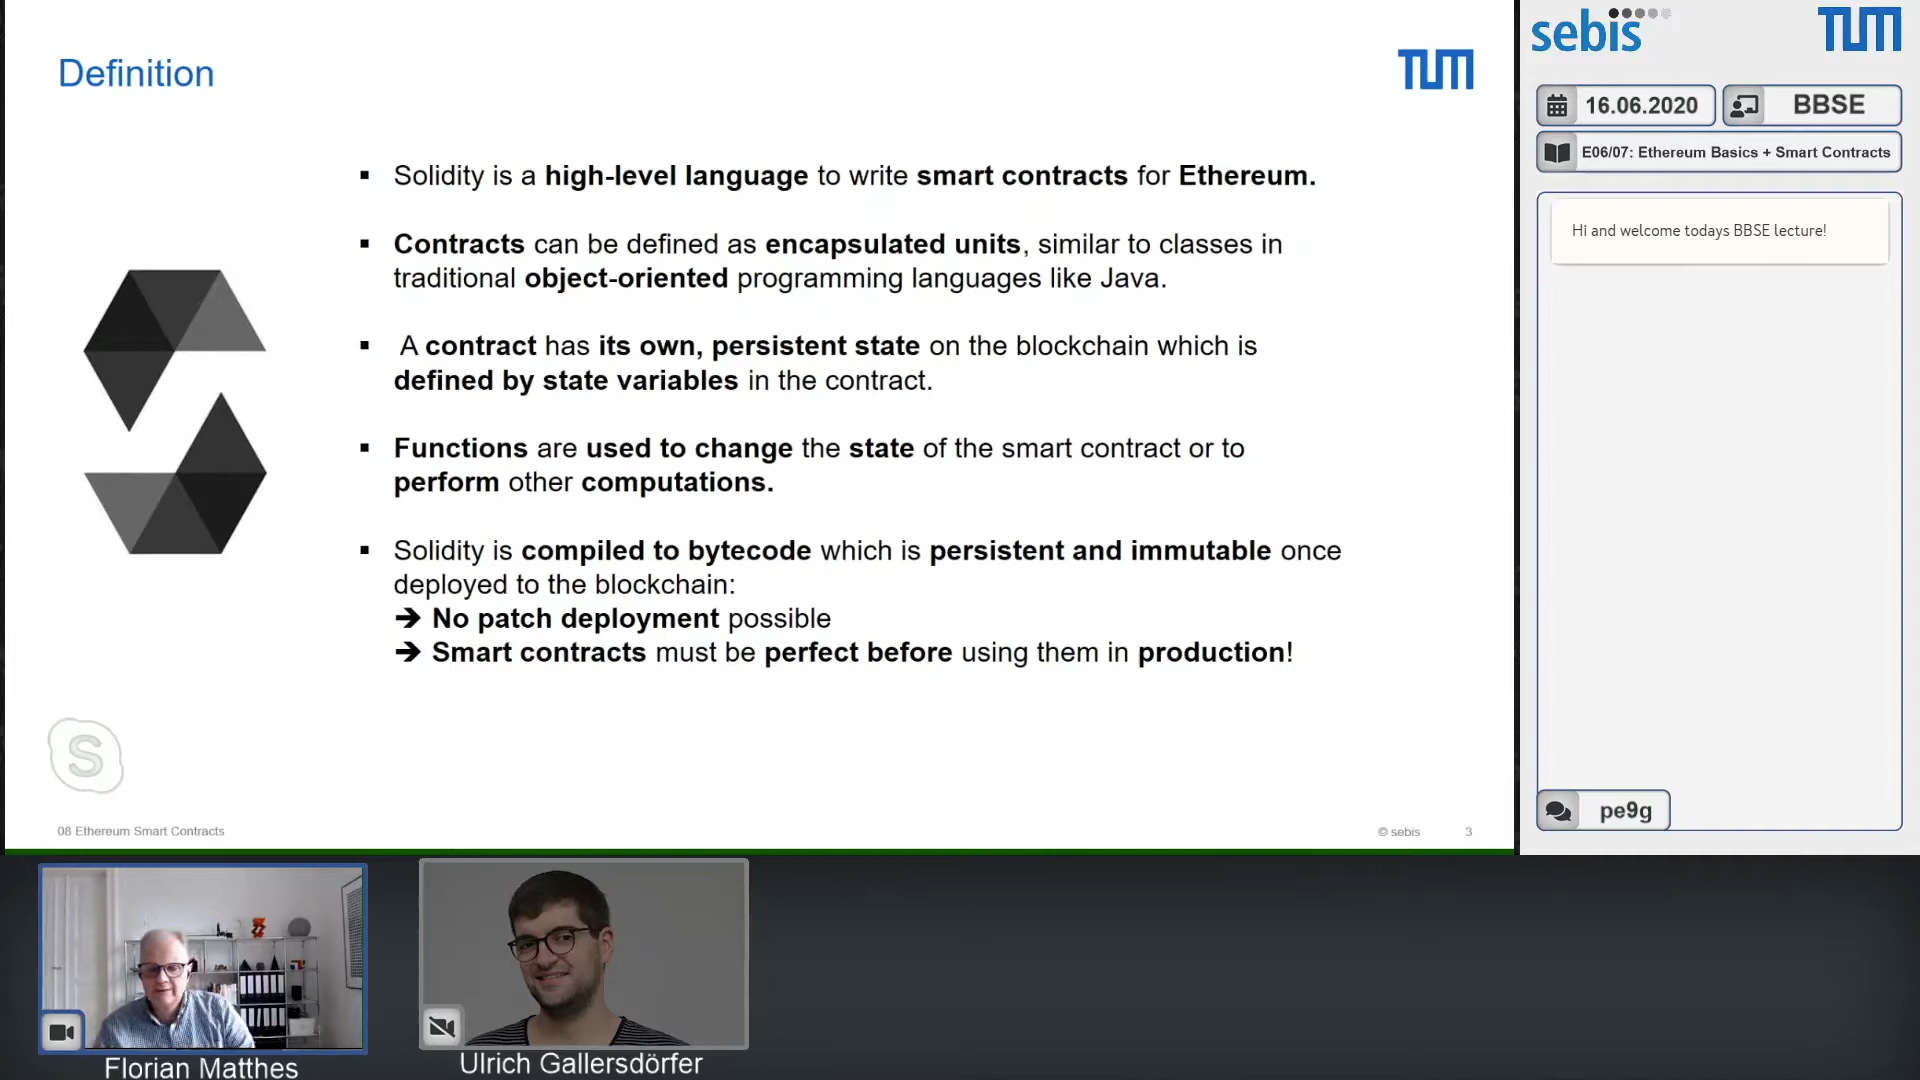 Definition
TUM
▪ Solidity is a high-level language to write smart contracts for Ethereum.
▪ Contracts can be defined as encapsulated units, similar to classes in
traditional object-oriented programming languages like Java.
▪ A contract has its own, persistent state on the blockchain which is
defined by state variables in the contract.
▪ Functions are used to change the state of the smart contract or to
perform other computations.
▪ Solidity is compiled to bytecode which is persistent and immutable once
deployed to the blockchain:
➔ No patch deployment possible
➔ Smart contracts must be perfect before using them in production!
S
08 Ethereum Smart Contracts
© sebis 3
sebis
TUM
16.06.2020
BBSE
E06/07: Ethereum Basics + Smart Contracts
Hi and welcome todays BBSE lecture!
pe9g
Florian Matthes
Ulrich Gallersdörfer